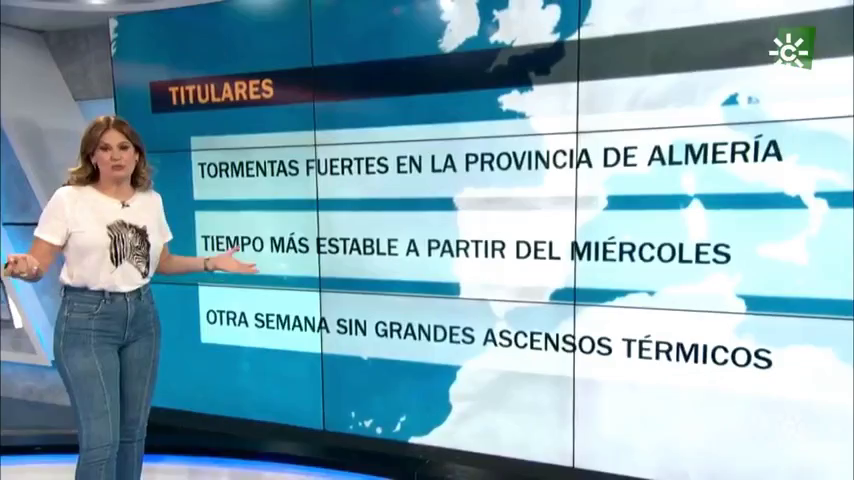 TITULARES
TORMENTAS FUERTES EN LA PROVINCIA DE ALMERÍA
TIEMPO MÁS ESTABLE A PARTIR DEL MIÉRCOLES
OTRA SEMANA SIN GRANDES ASCENSOS TÉRMICOS